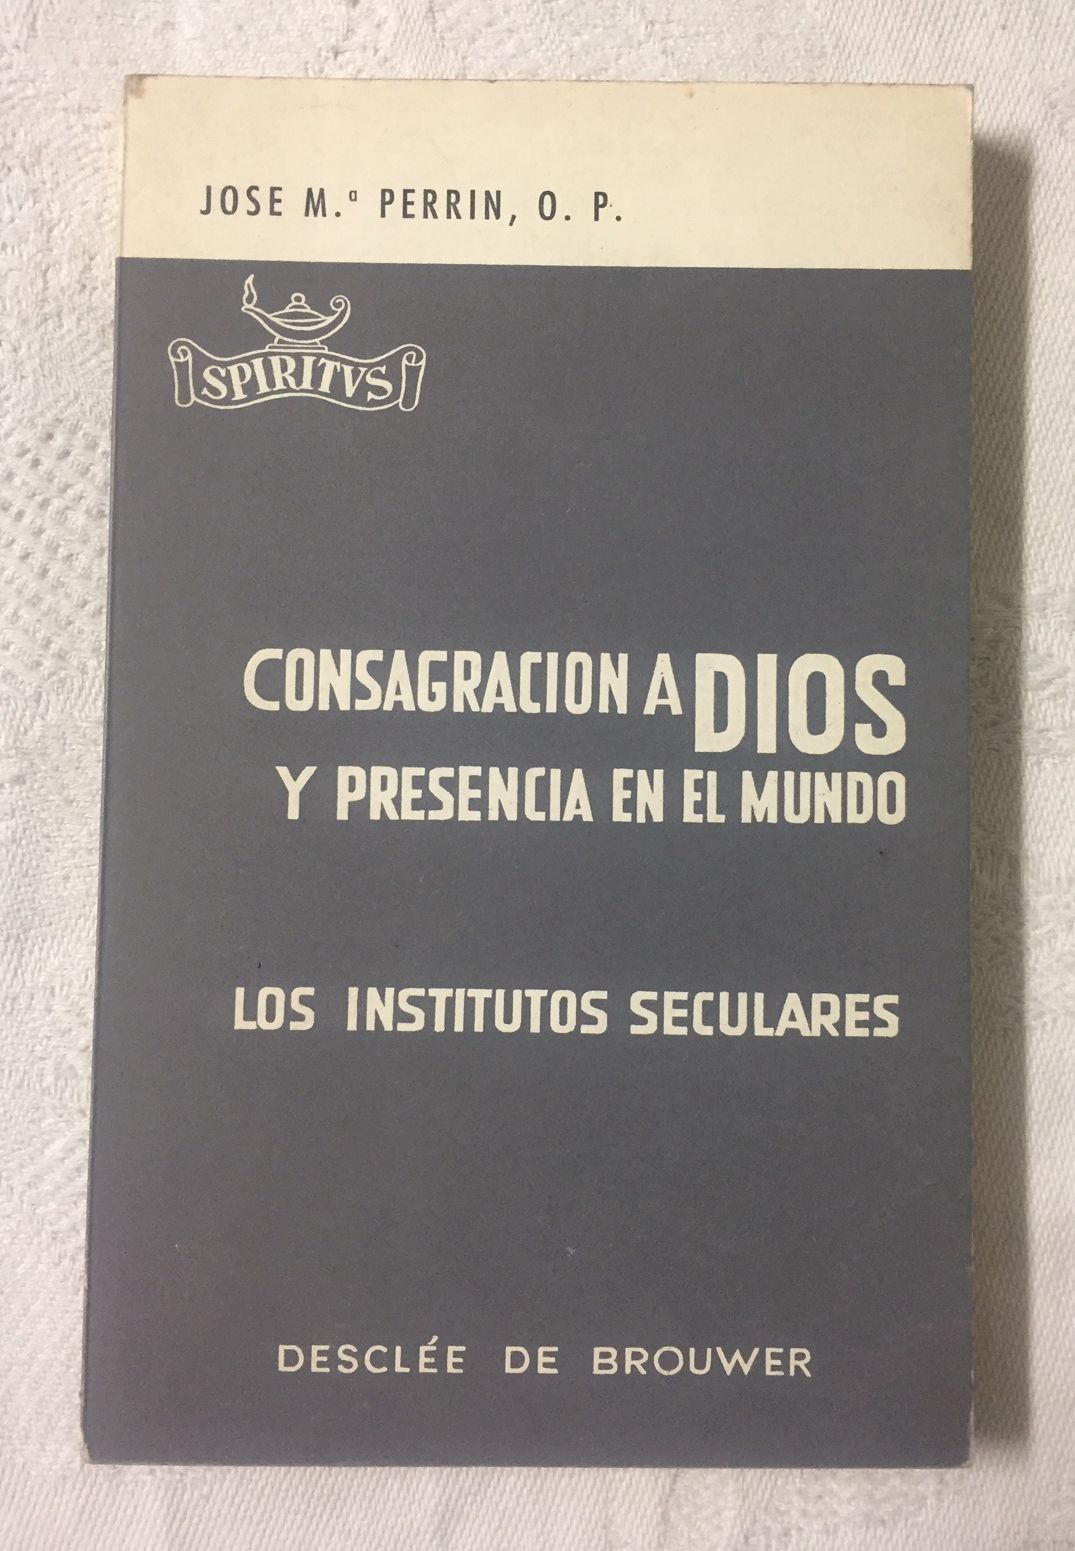 JOSE M.ª PERRIN, O. P.
SPIRITVS
CONSAGRACION A DIOS
Y PRESENCIA EN EL MUNDO
LOS INSTITUTOS SECULARES
DESCLÉE DE BROUWER